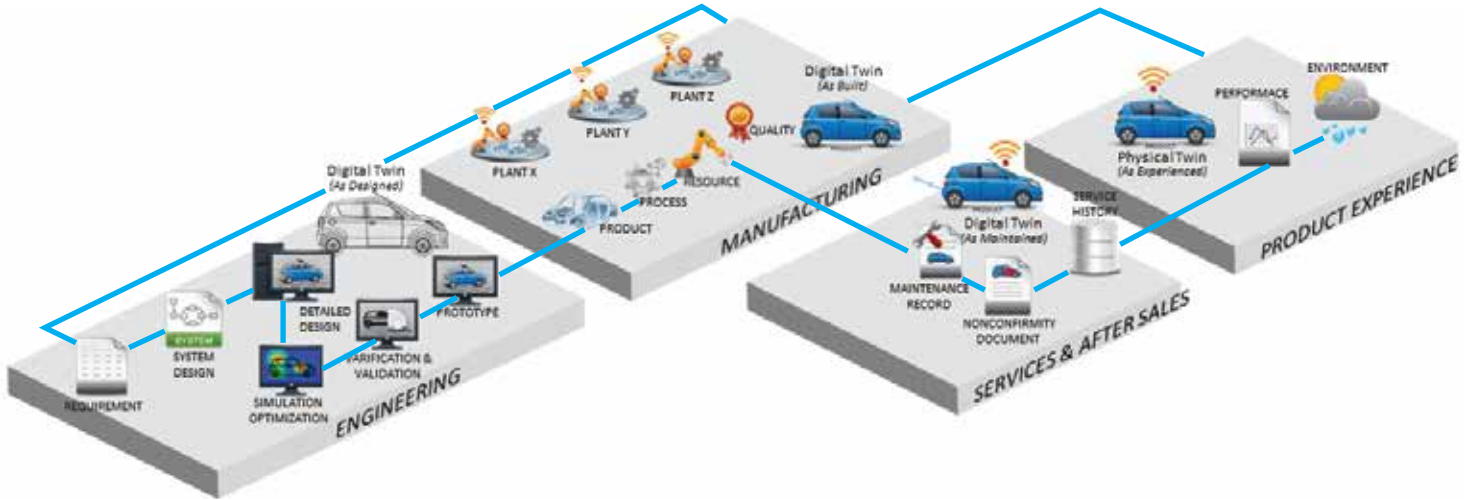 Digital Twin
(As Designed)
REQUIREMENT
SYSTEM
SYSTEM
DESIGN
DETAILED
DESIGN
SIMULATION
OPTIMIZATION
VARIFICATION &
VALIDATION
PROTOTYPE
ENGINEERING
PLANT X
PLANT Y
PLANT Z
PRODUCT
PROCESS
RESOURCE
QUALITY
Digital Twin
(As Built)
MANUFACTURING
PRODUCT
Digital Twin
(As Maintained)
MAINTENANCE
RECORD
NONCONFIRMITY
DOCUMENT
SERVICE
HISTORY
SERVICES & AFTER SALES
PRODUCT
Physical Twin
(As Experienced)
PERFORMACE
ENVIRONMENT
PRODUCT EXPERIENCE